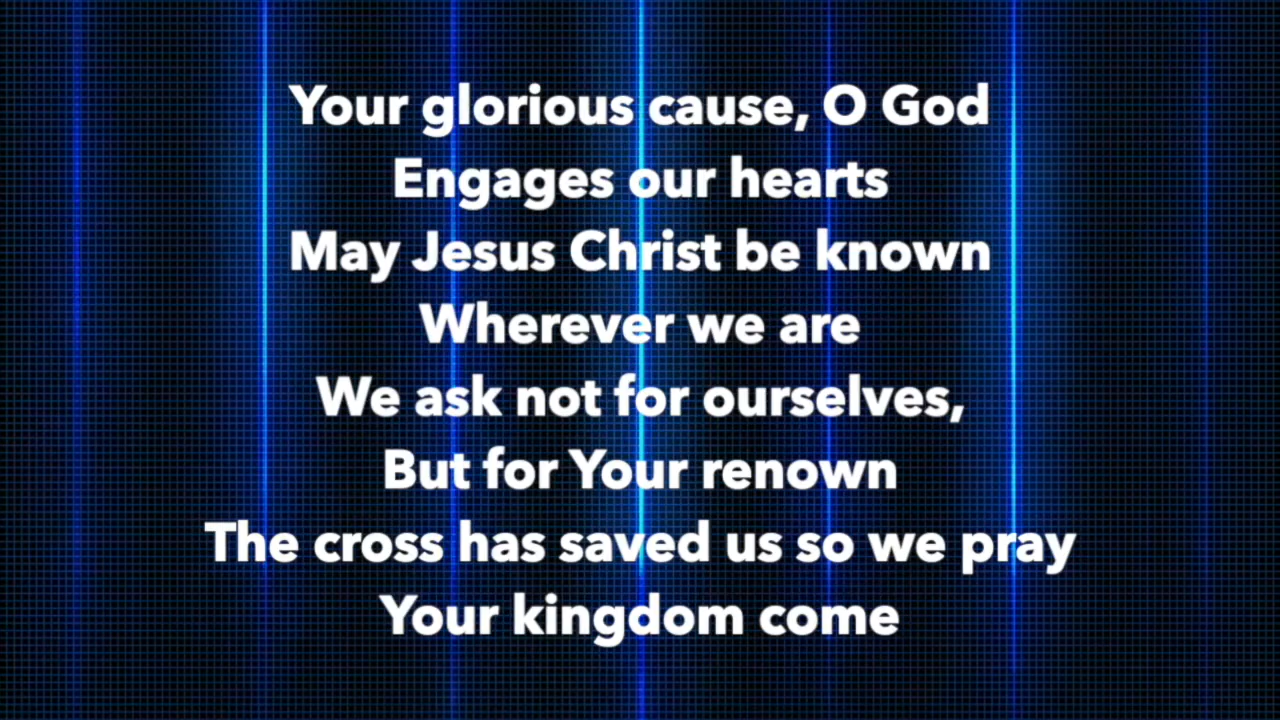 Your glorious cause, O God
Engages our hearts
May Jesus Christ be known
Wherever we are
We ask not for ourselves,
But for Your renown
The cross has saved us so we pray
Your kingdom come